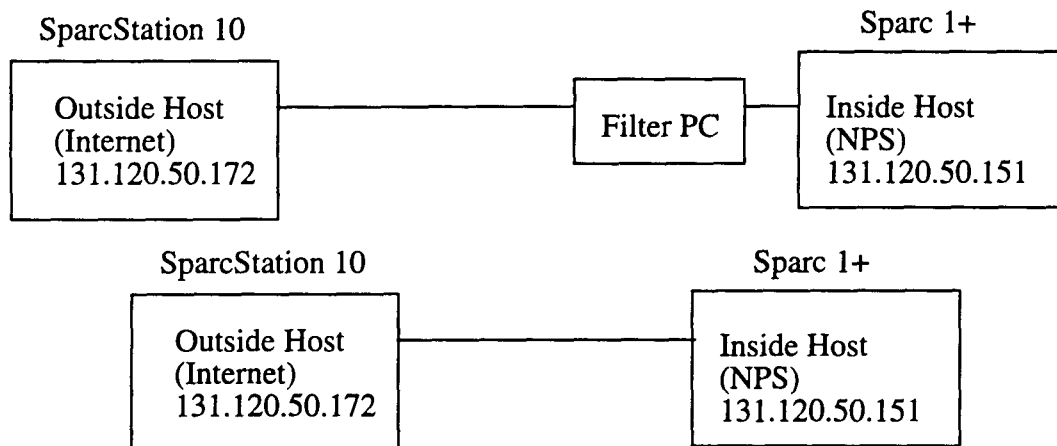 SparcStation 10
Sparc 1+
Outside Host
(Internet)
131.120.50.172
Filter PC
Inside Host
(NPS)
131.120.50.151
SparcStation 10
Sparc 1+
Outside Host
(Internet)
131.120.50.172
Inside Host
(NPS)
131.120.50.151